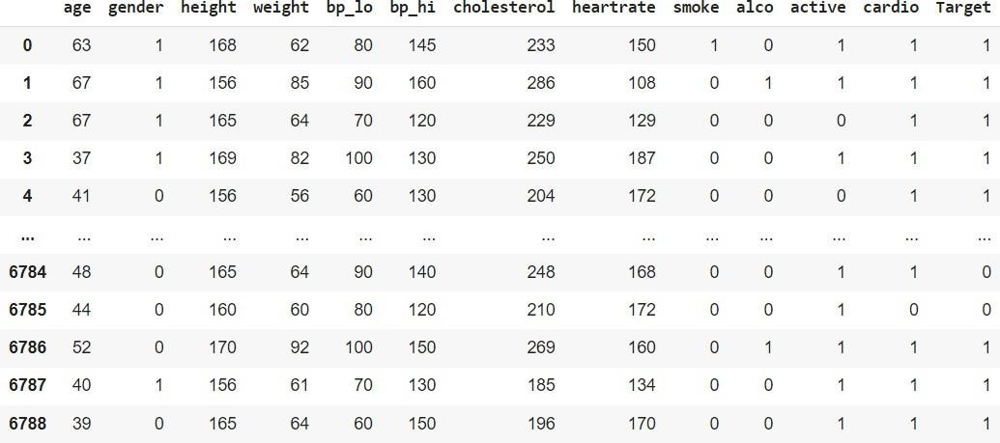 age gender height weight bp_lo bp_hi cholesterol heartrate smoke alco active cardio Target
0 63 1 168 62 80 145 233 150 1 0 1 1 1
1 67 1 156 85 90 160 286 108 0 1 1 1 1
2 67 1 165 64 70 120 229 129 0 0 0 1 1
3 37 1 169 82 100 130 250 187 0 0 1 1 1
4 41 0 156 56 60 130 204 172 0 0 0 1 1
... ... ... ... ... ... ... ... ... ... ... ... ... ...
6784 48 0 165 64 90 140 248 168 0 0 1 1 0
6785 44 0 160 60 80 120 210 172 0 0 1 0 0
6786 52 0 170 92 100 150 269 160 0 1 1 1 1
6787 40 1 156 61 70 130 185 134 0 0 1 1 1
6788 39 0 165 64 60 150 196 170 0 0 1 1 1